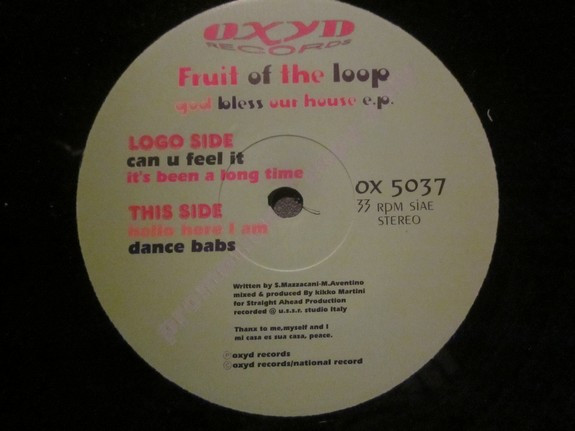 oxyd
RECORDS
Fruit of the loop
god bless our house e.p.
LOGO SIDE
can u feel it
it's been a long time
THIS SIDE
hello here I am
dance babs
OX 5037
33 RPM SIAE
STEREO
Written by S.Mazzacani-M.Aventino
mixed & produced By kikko Martini
for Straight Ahead Production
recorded @ u.s.s.r. studio Italy
Thanx to me,myself and I
mi casa es sua casa, peace.
oxyd records
oxyd records/national record